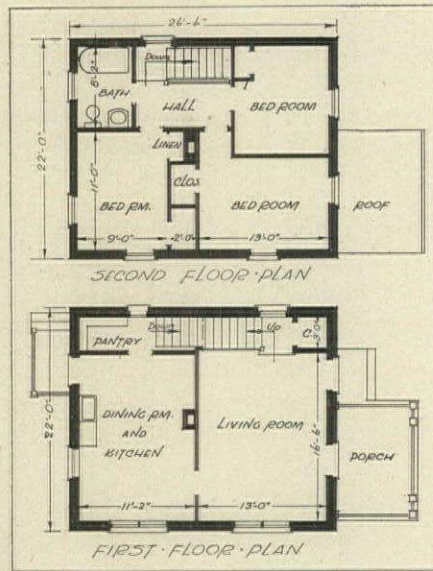 26'-6"
22'-0"
8'-2"
DOWN
BATH
HALL
BED ROOM
LINEN
11'-0"
CLOS
BED RM.
BED ROOM
ROOF
9'-0"
2'-0"
13'-0"
SECOND FLOOR·PLAN
PANTRY
DOWN
UP
C
3'-0"
22'-0"
DINING RM.
AND
KITCHEN
LIVING ROOM
16'-6"
PORCH
11'-2"
13'-0"
FIRST·FLOOR·PLAN